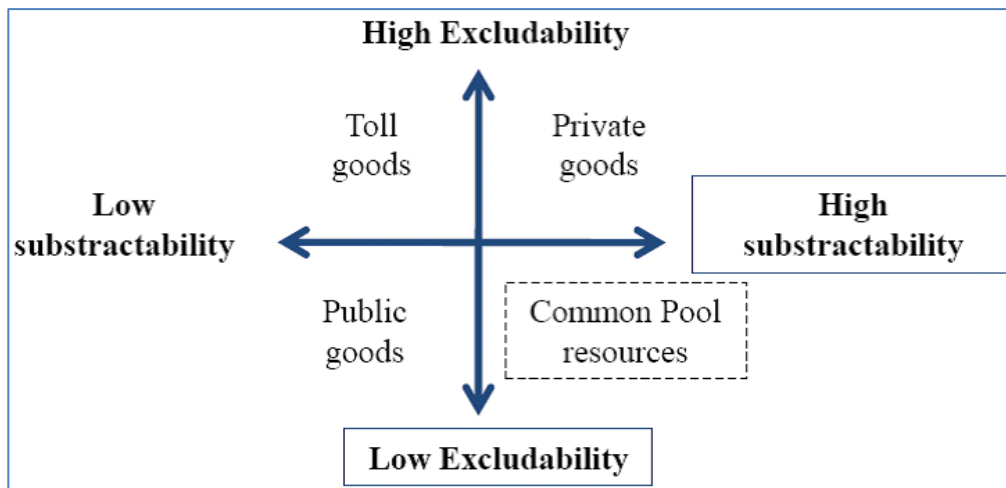 High Excludability
Toll
goods
Private
goods
Low
substractability
High
substractability
Public
goods
Common Pool
resources
Low Excludability